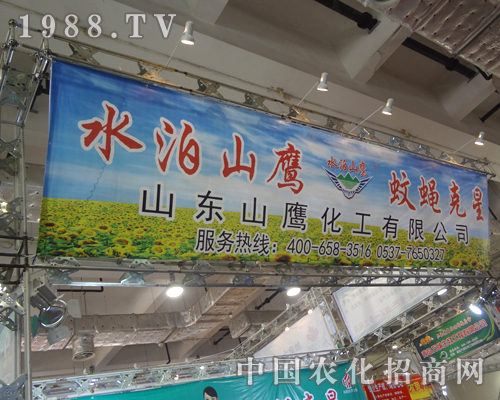 1988.TV
水泊山鹰 水泊山鹰 蚊蝇克星
山东山鹰化工有限公司
服务热线：400-658-3516 0537-7650327
中国农化招商网